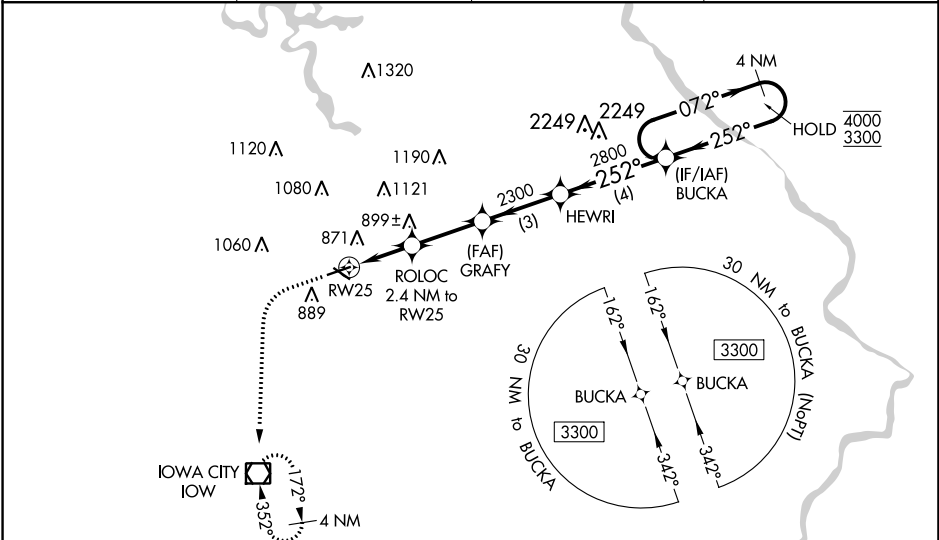 1320
4 NM
072°
HOLD
4000
3300
252°
2249
2249
2800
252°
(4)
(IF/IAF)
BUCKA
1120
1190
1080
1121
2300
(3)
HEWRI
899±
(FAF)
GRAFY
1060
871
ROLOC
2.4 NM to
RW25
RW25
889
30 NM to BUCKA (NoPT)
162°
162°
3300
BUCKA
BUCKA
30 NM to BUCKA
3300
342°
342°
IOWA CITY
IOW
172°
352°
4 NM